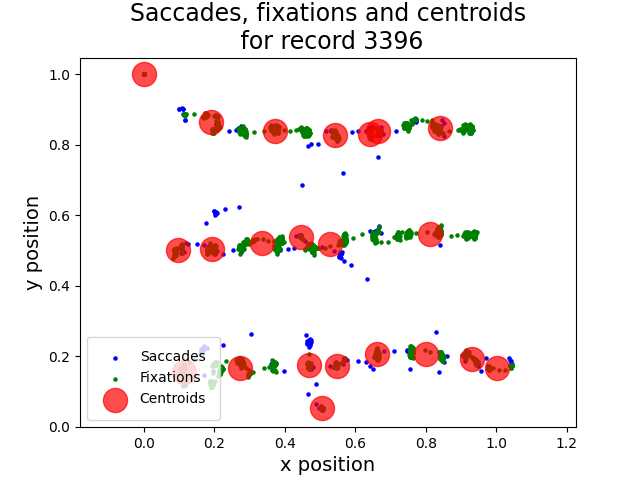 Saccades, fixations and centroids
for record 3396
1.0
0.8
0.6
0.4
0.2
0.0
y position
Saccades
Fixations
Centroids
0.0 0.2 0.4 0.6 0.8 1.0 1.2
x position